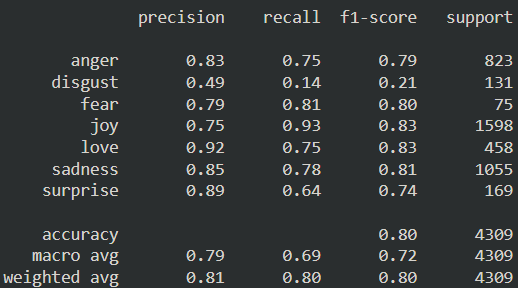 precision recall f1-score support
anger 0.83 0.75 0.79 823
disgust 0.49 0.14 0.21 131
fear 0.79 0.81 0.80 75
joy 0.75 0.93 0.83 1598
love 0.92 0.75 0.83 458
sadness 0.85 0.78 0.81 1055
surprise 0.89 0.64 0.74 169
accuracy 0.80 4309
macro avg 0.79 0.69 0.72 4309
weighted avg 0.81 0.80 0.80 4309